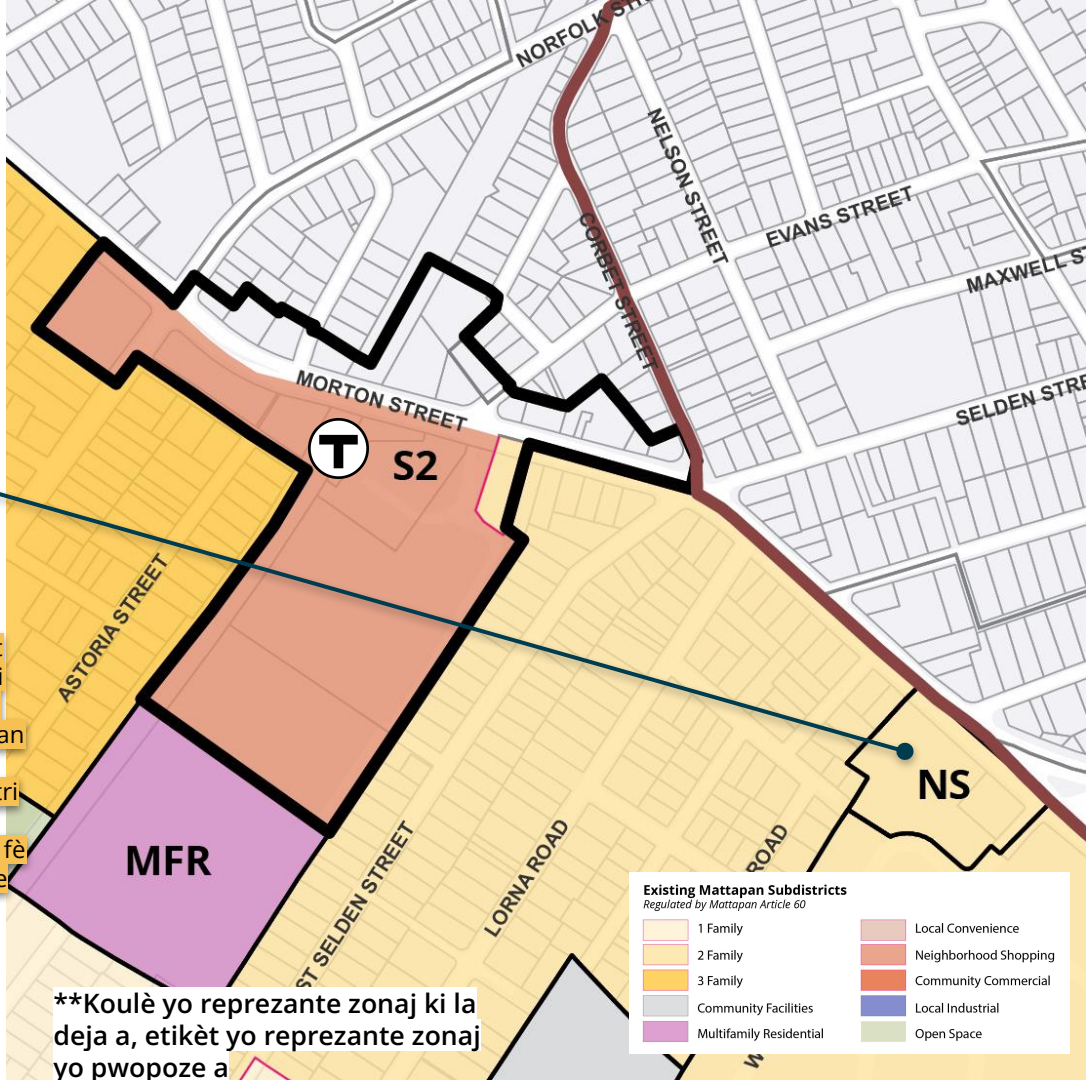 NORFOLK
NELSON STREET
EVANS STREET
CORBET STREET
MAXWELL
MORTON STREET
SELDEN
T
S2
ASTORIA STREET
an
fè
NS
MFR
LORNA ROAD
ROAD
SELDEN STREET
Existing Mattapan Subdistricts
Regulated by Mattapan Article 60
1 Family
2 Family
3 Family
Community Facilities
Multifamily Residential
Local Convenience
Neighborhood Shopping
Community Commercial
Local Industrial
Open Space
**Koulè yo reprezante zonaj ki la
deja a, etikèt yo reprezante zonaj
yo pwopoze a